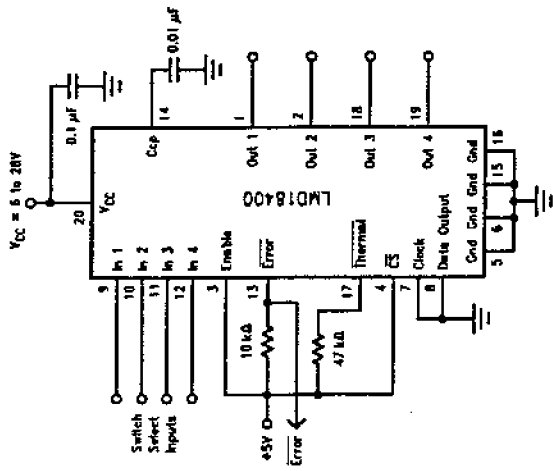 V_CC = 6 to 28V
0.1 μF
0.01 μF
20
V_CC
14
Ccp
9
In 1
10
In 2
11
In 3
12
In 4
Switch
Select
Inputs
3
Enable
13
Error
10 kΩ
+5V
Error
17
Thermal
47 kΩ
4
CS
7
Clock
8
Data Output
LMD18400
1
Out 1
2
Out 2
18
Out 3
19
Out 4
Gnd Gnd Gnd Gnd
5 6 15 16